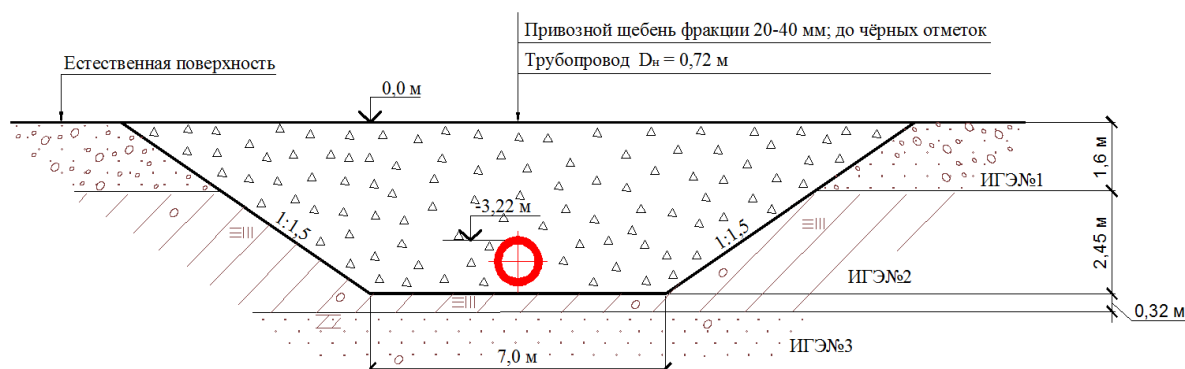 Привозной щебень фракции 20-40 мм; до чёрных отметок
Трубопровод Dн = 0,72 м
Естественная поверхность
0,0 м
ИГЭ№1
1,6 м
-3,22 м
1:1,5
1:1,5
2,45 м
ИГЭ№2
0,32 м
ИГЭ№3
7,0 м